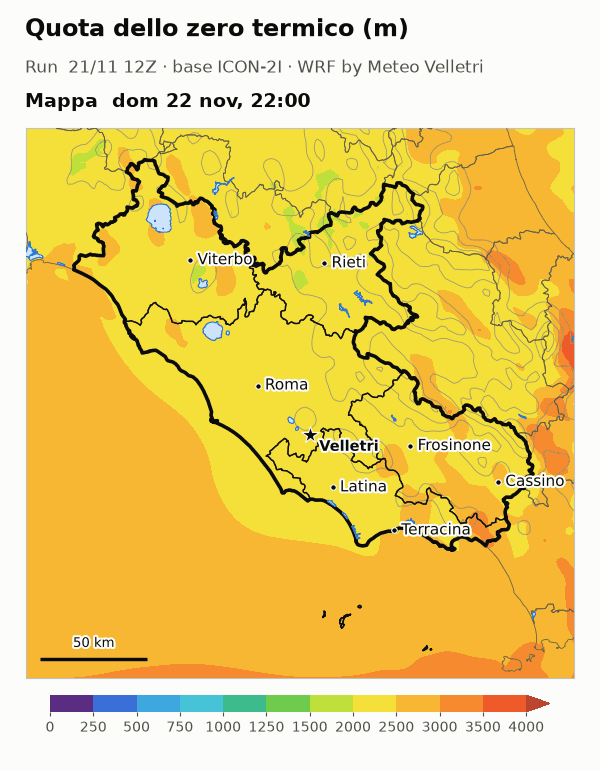 Quota dello zero termico (m)
Run 21/11 12Z · base ICON-2I · WRF by Meteo Velletri
Mappa dom 22 nov, 22:00
Viterbo
Rieti
Roma
Velletri
Frosinone
Latina
Cassino
Terracina
50 km
0 250 500 750 1000 1250 1500 2000 2500 3000 3500 4000